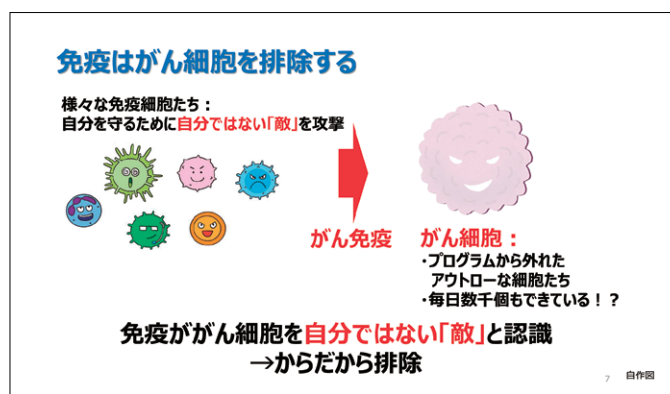 免疫はがん細胞を排除する
様々な免疫細胞たち：
自分を守るために自分ではない「敵」を攻撃
がん免疫
がん細胞：
・プログラムから外れた
アウトローな細胞たち
・毎日数千個もできている！？
免疫ががん細胞を自分ではない「敵」と認識
→からだから排除
7 自作図